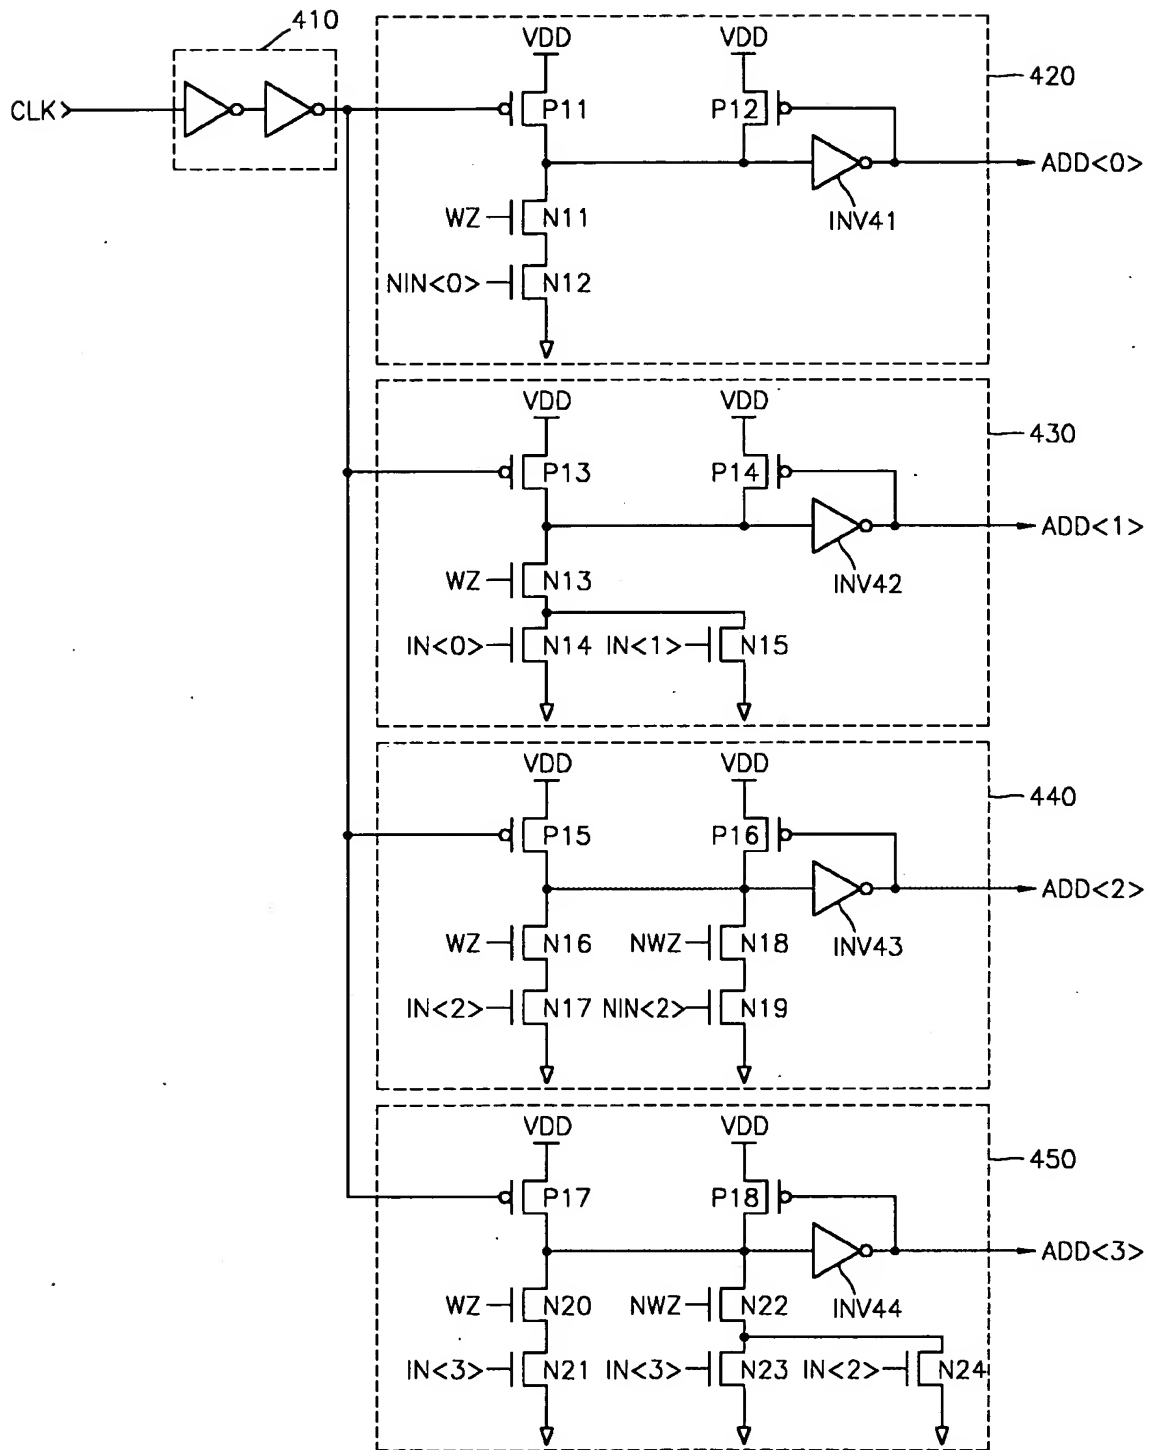 410
CLK
420
VDD
VDD
P11
P12
ADD<0>
INV41
WZ
N11
NIN<0>
N12
430
VDD
VDD
P13
P14
ADD<1>
INV42
WZ
N13
IN<0>
N14
IN<1>
N15
440
VDD
VDD
P15
P16
ADD<2>
INV43
WZ
N16
NWZ
N18
IN<2>
N17
NIN<2>
N19
450
VDD
VDD
P17
P18
ADD<3>
INV44
WZ
N20
NWZ
N22
IN<3>
N21
IN<3>
N23
IN<2>
N24